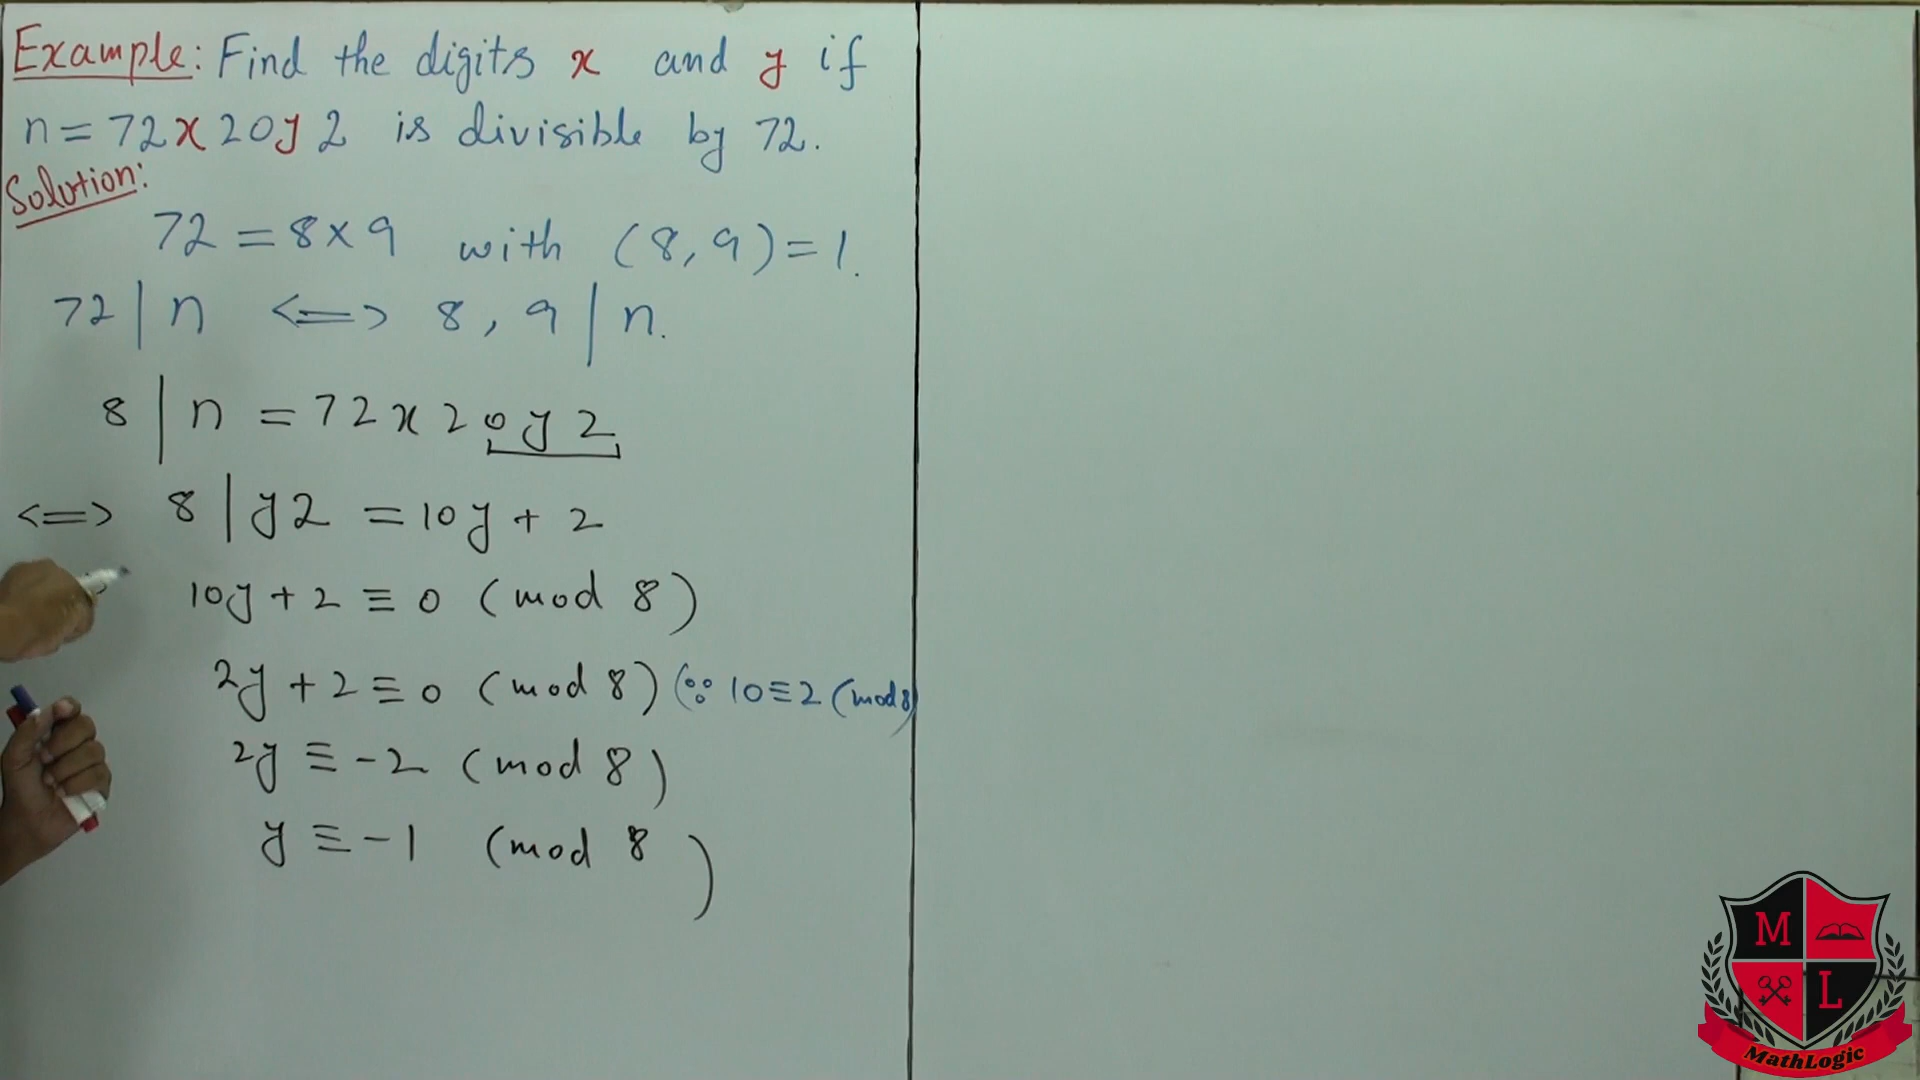 Example: Find the digits x and y if
n = 72x20y2 is divisible by 72.
Solution:
72 = 8 × 9 with (8, 9) = 1.
72 | n <=> 8, 9 | n.
8 | n = 72x20y2
<=> 8 | y2 = 10y + 2
10y + 2 ≡ 0 (mod 8)
2y + 2 ≡ 0 (mod 8) (∵ 10 ≡ 2 (mod 8)
2y ≡ -2 (mod 8)
y ≡ -1 (mod 8)
M
L
MathLogic